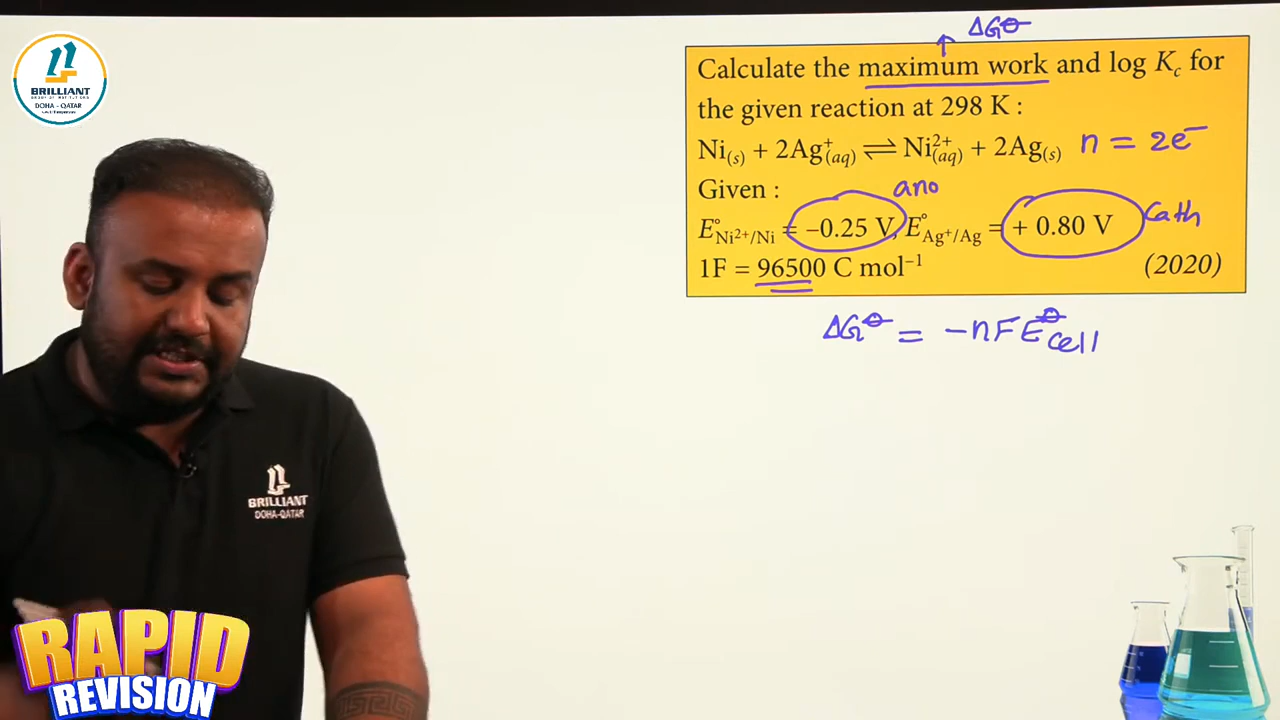 BRILLIANT
DOHA - QATAR
ΔG⊖
Calculate the maximum work and log Kc for
the given reaction at 298 K :
Ni(s) + 2Ag+(aq) ⇌ Ni2+(aq) + 2Ag(s) n = 2e−
Given : ano
E°Ni2+/Ni = –0.25 V, E°Ag+/Ag = + 0.80 V Cath
1F = 96500 C mol−1 (2020)
ΔG⊖ = −nFE⊖cell
BRILLIANT
DOHA-QATAR
RAPID
REVISION